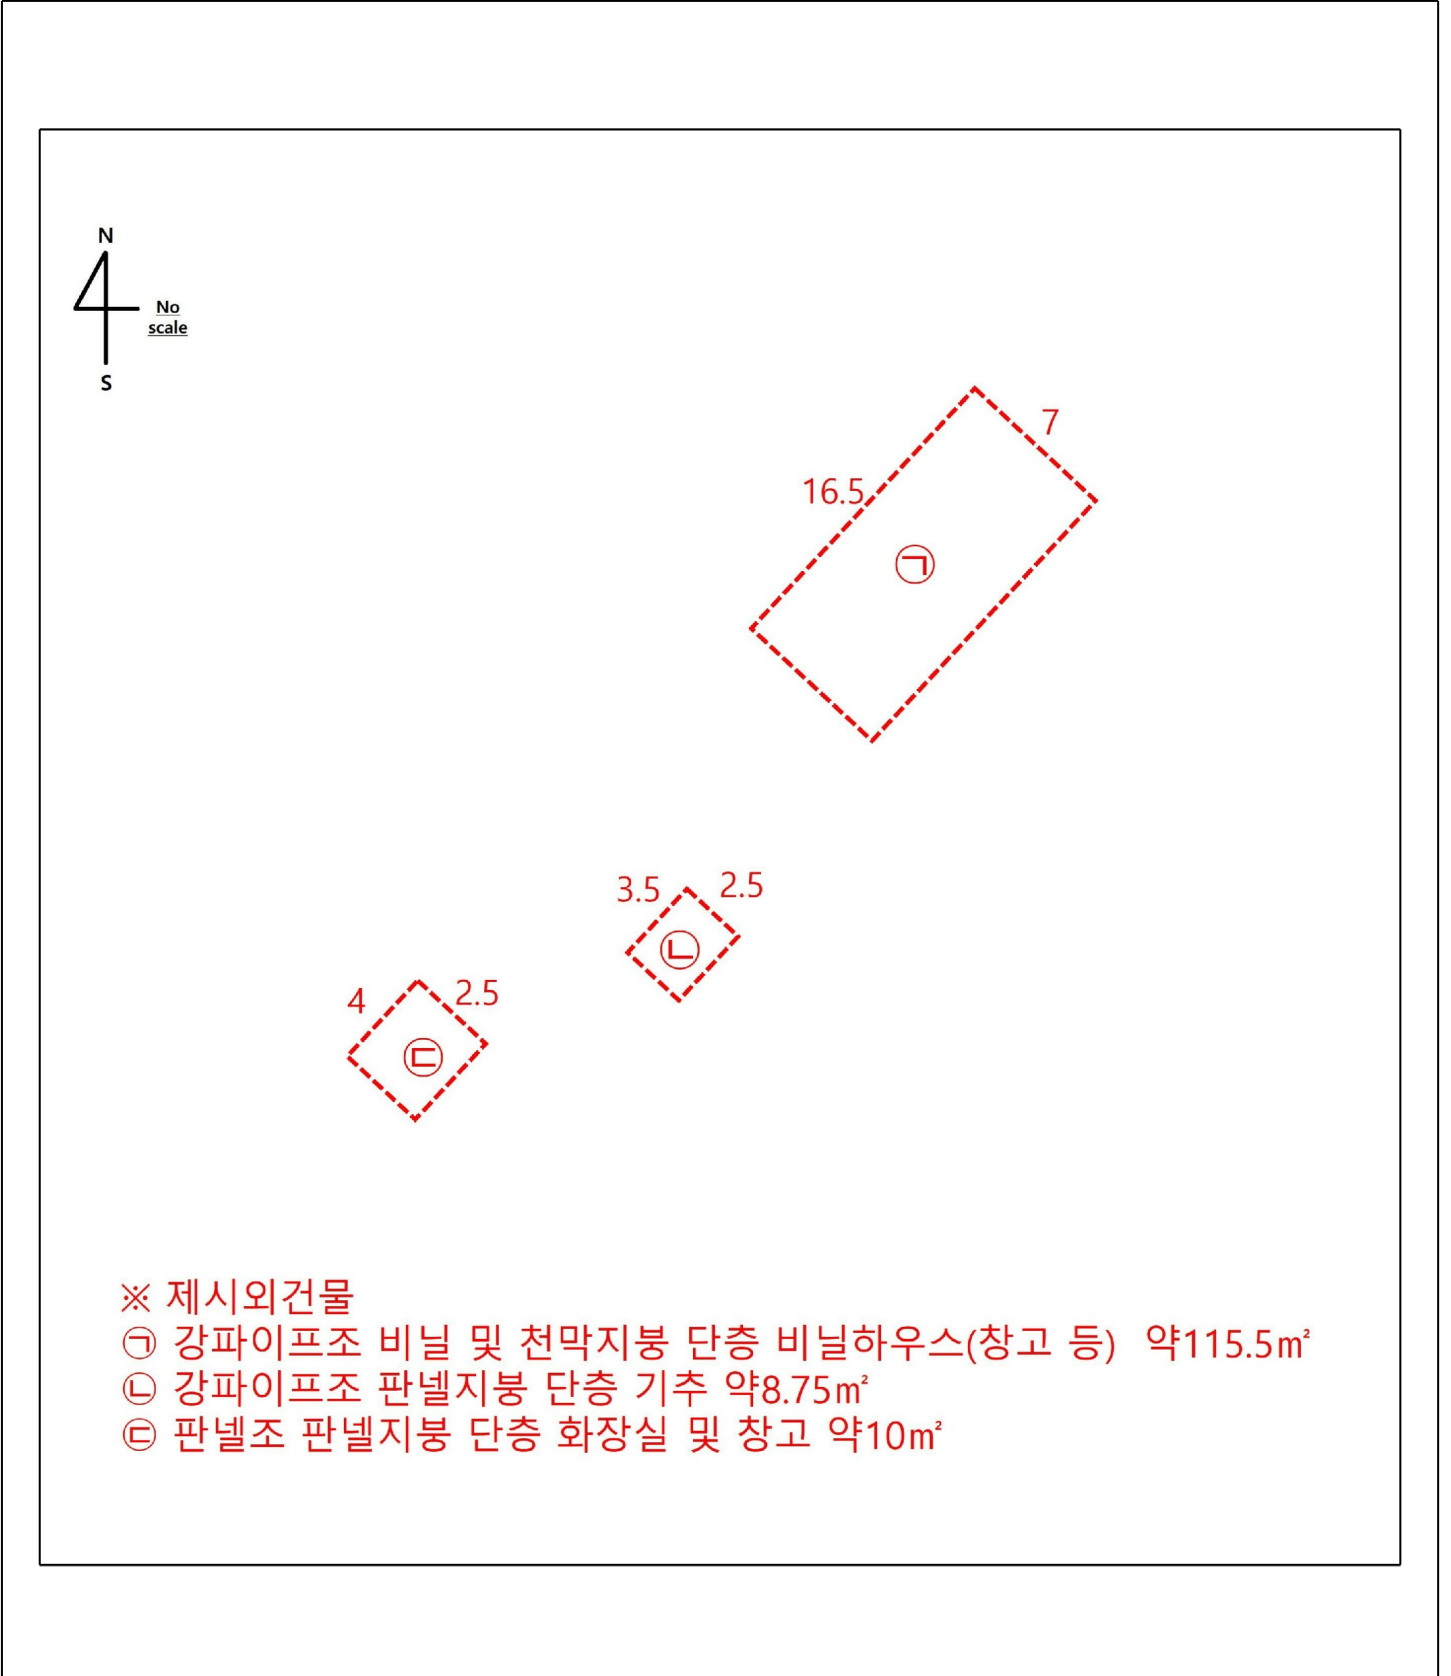 N
No
scale
S
7
16.5
㉠
3.5
2.5
㉡
4
2.5
㉢
※ 제시외건물
㉠ 강파이프조 비닐 및 천막지붕 단층 비닐하우스(창고 등) 약115.5㎡
㉡ 강파이프조 판넬지붕 단층 기추 약8.75㎡
㉢ 판넬조 판넬지붕 단층 화장실 및 창고 약10㎡